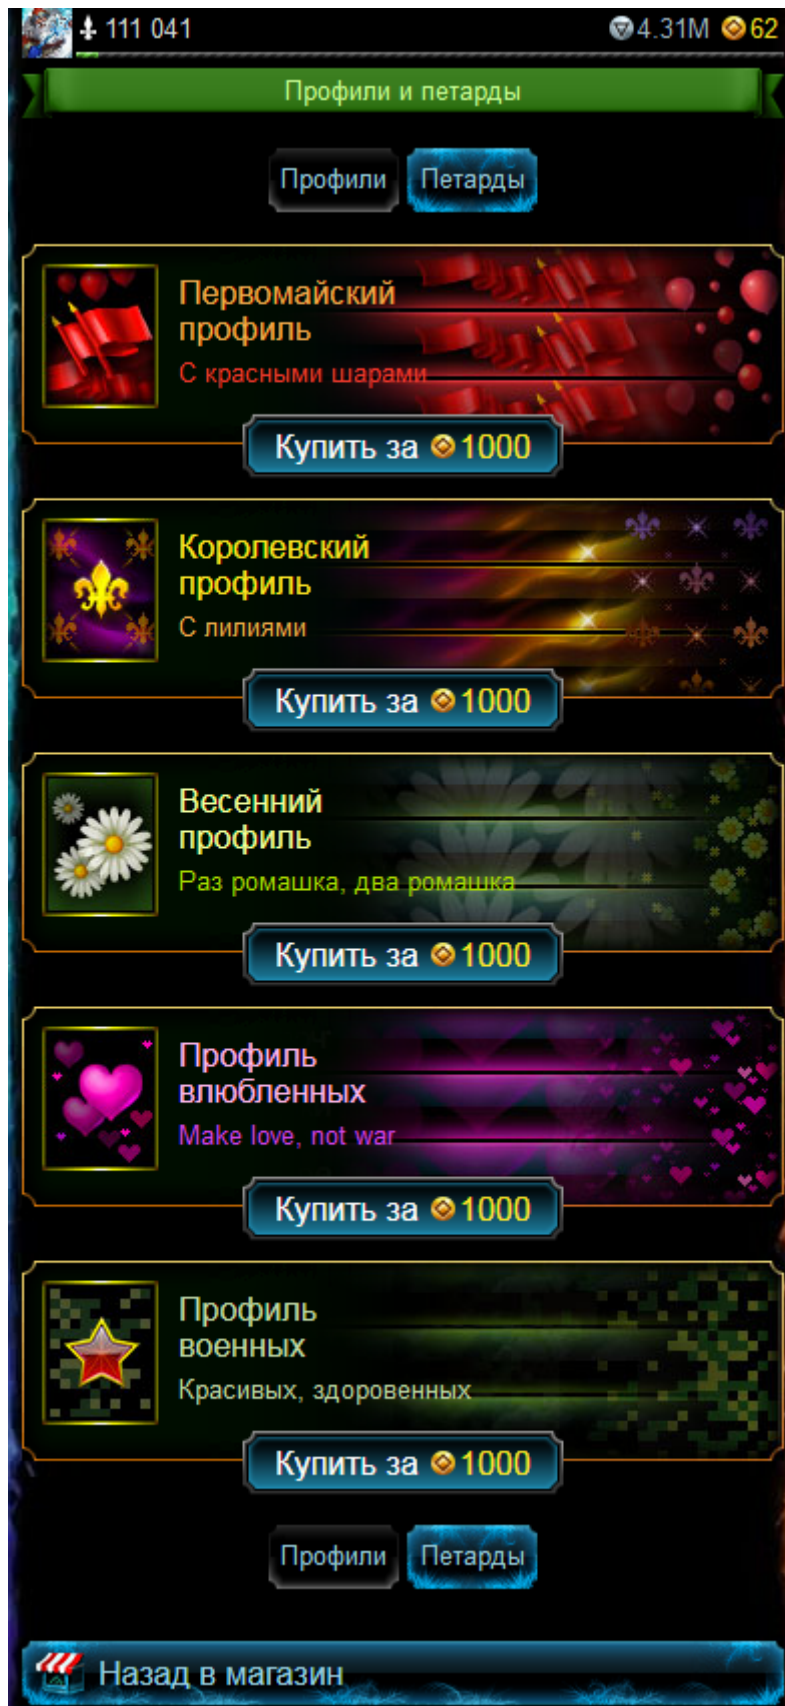 111 041 4.31M 62
Профили и петарды
Профили Петарды
Первомайский
профиль
С красными шарами
Купить за 1000
Королевский
профиль
С лилиями
Купить за 1000
Весенний
профиль
Раз ромашка, два ромашка
Купить за 1000
Профиль
влюбленных
Make love, not war
Купить за 1000
Профиль
военных
Красивых, здоровенных
Купить за 1000
Профили Петарды
Назад в магазин